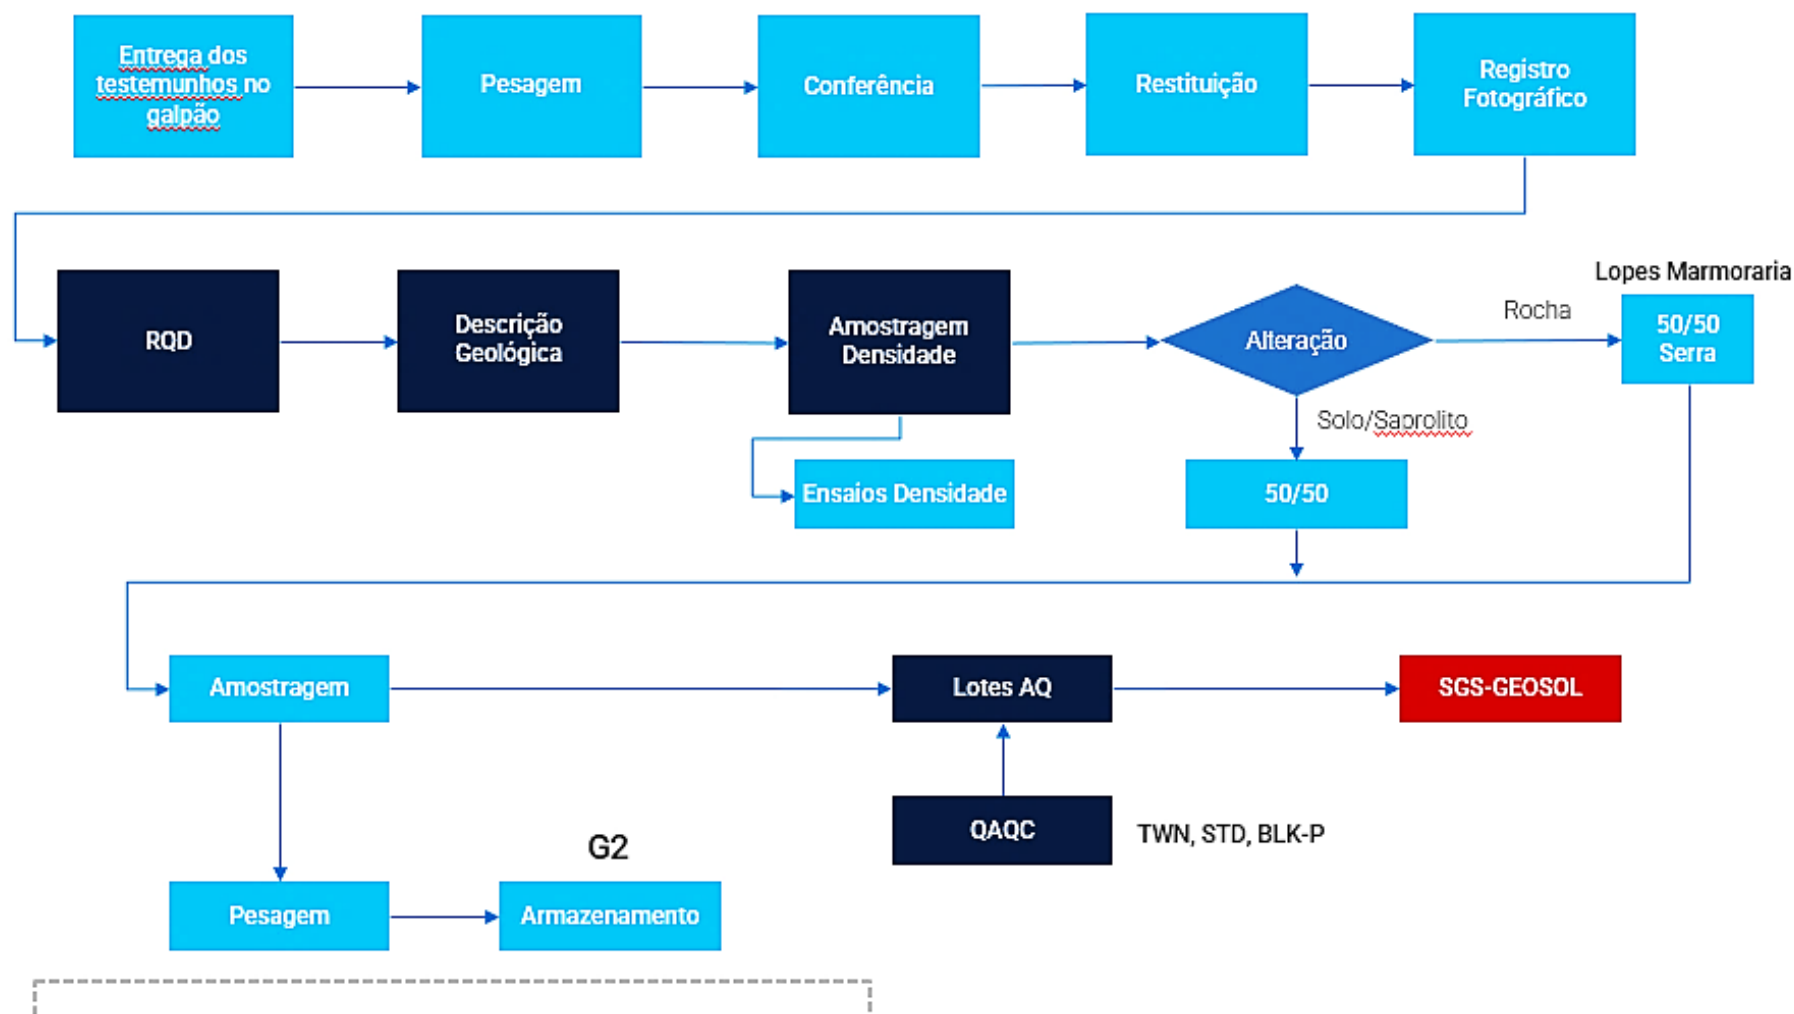 Entrega dos
testemunhos no
galpão
Pesagem
Conferência
Restituição
Registro
Fotográfico
RQD
Descrição
Geológica
Amostragem
Densidade
Alteração
Rocha
Lopes Marmoraria
50/50
Serra
Solo/Saprolito
Ensaios Densidade
50/50
Amostragem
Lotes AQ
SGS-GEOSOL
QAQC
TWN, STD, BLK-P
G2
Pesagem
Armazenamento